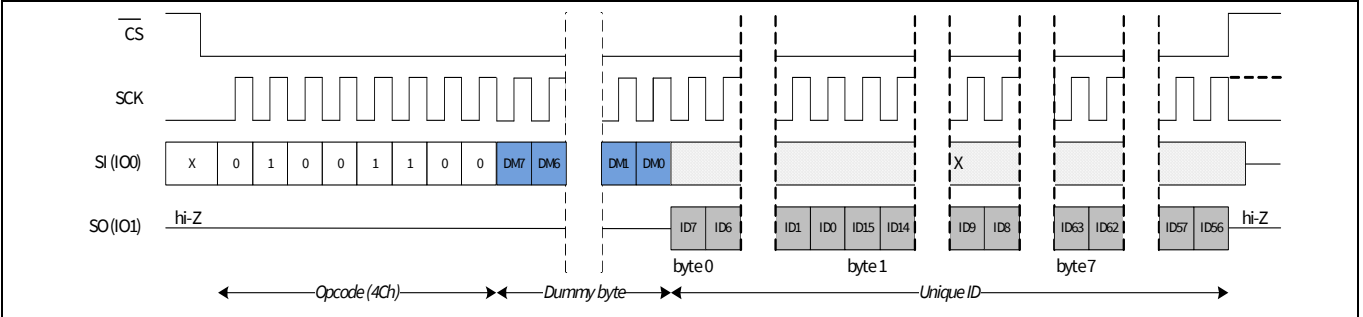 CS
SCK
SI (IO0) X 0 1 0 0 1 1 0 0 DM7 DM6 DM1 DM0 X
SO (IO1) hi-Z ID7 ID6 ID1 ID0 ID15 ID14 ID9 ID8 ID63 ID62 ID57 ID56 hi-Z
byte 0 byte 1 byte 7
Opcode (4Ch) Dummy byte Unique ID